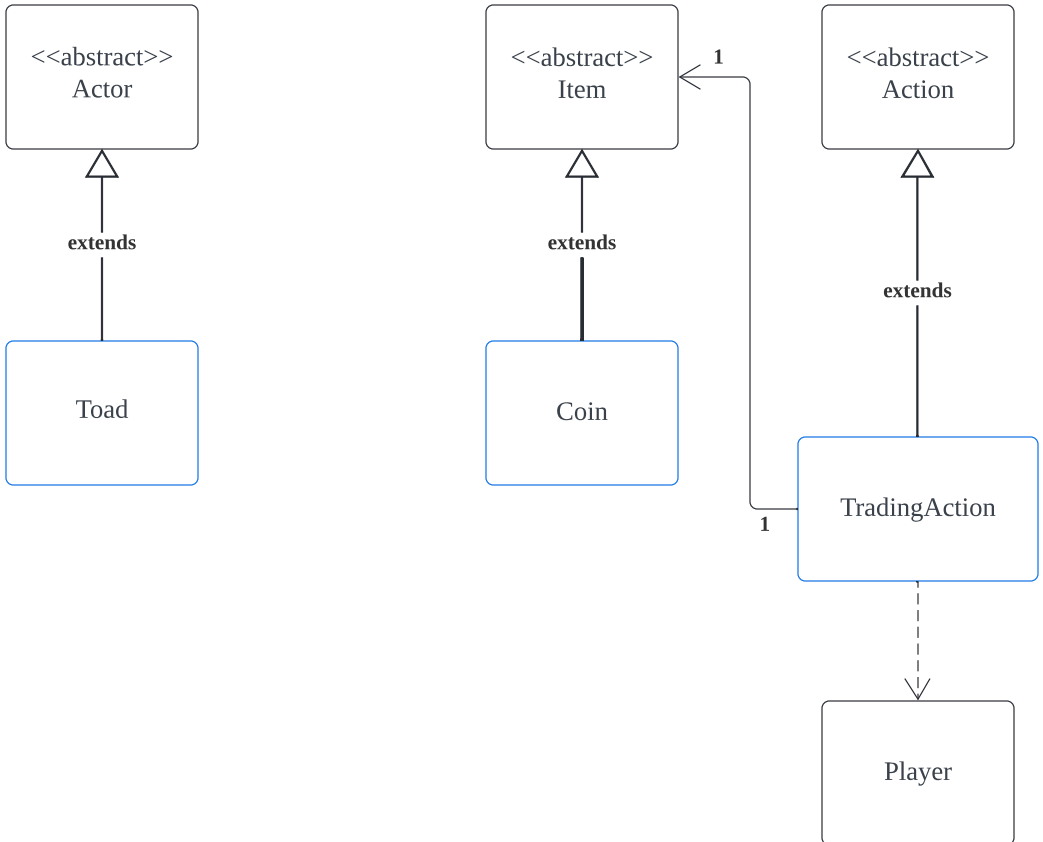 <<abstract>>
Actor
<<abstract>>
Item
1
<<abstract>>
Action
extends
extends
extends
Toad
Coin
TradingAction
1
Player